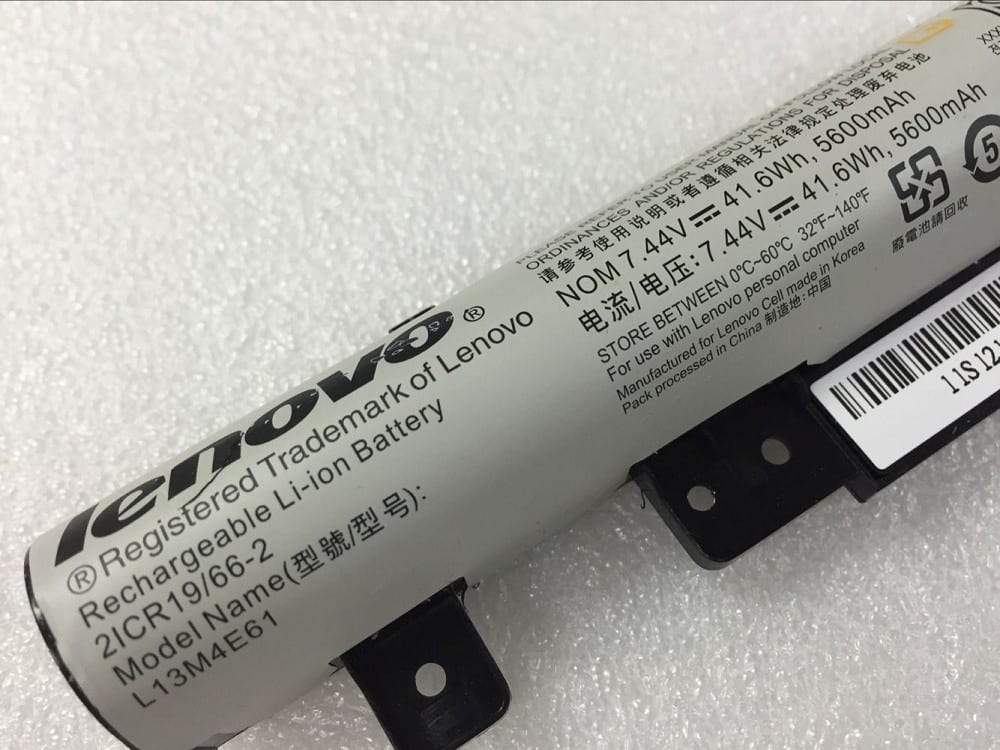 lenovo®
® Registered Trademark of Lenovo
Rechargeable Li-ion Battery
2ICR19/66-2
Model Name(型號/型号):
L13M4E61
ORDINANCES AND/OR REGULATIONS FOR DISPOSAL
请参考使用说明或者遵循相关法律规定处理废弃电池
NOM 7.44V⎓41.6Wh, 5600mAh
电流/电压:7.44V⎓41.6Wh, 5600mAh
STORE BETWEEN 0℃~60℃ 32℉~140℉
For use with Lenovo personal computer
Manufactured for Lenovo Cell made in Korea
Pack processed in China 制造地:中国
5
廢電池請回收